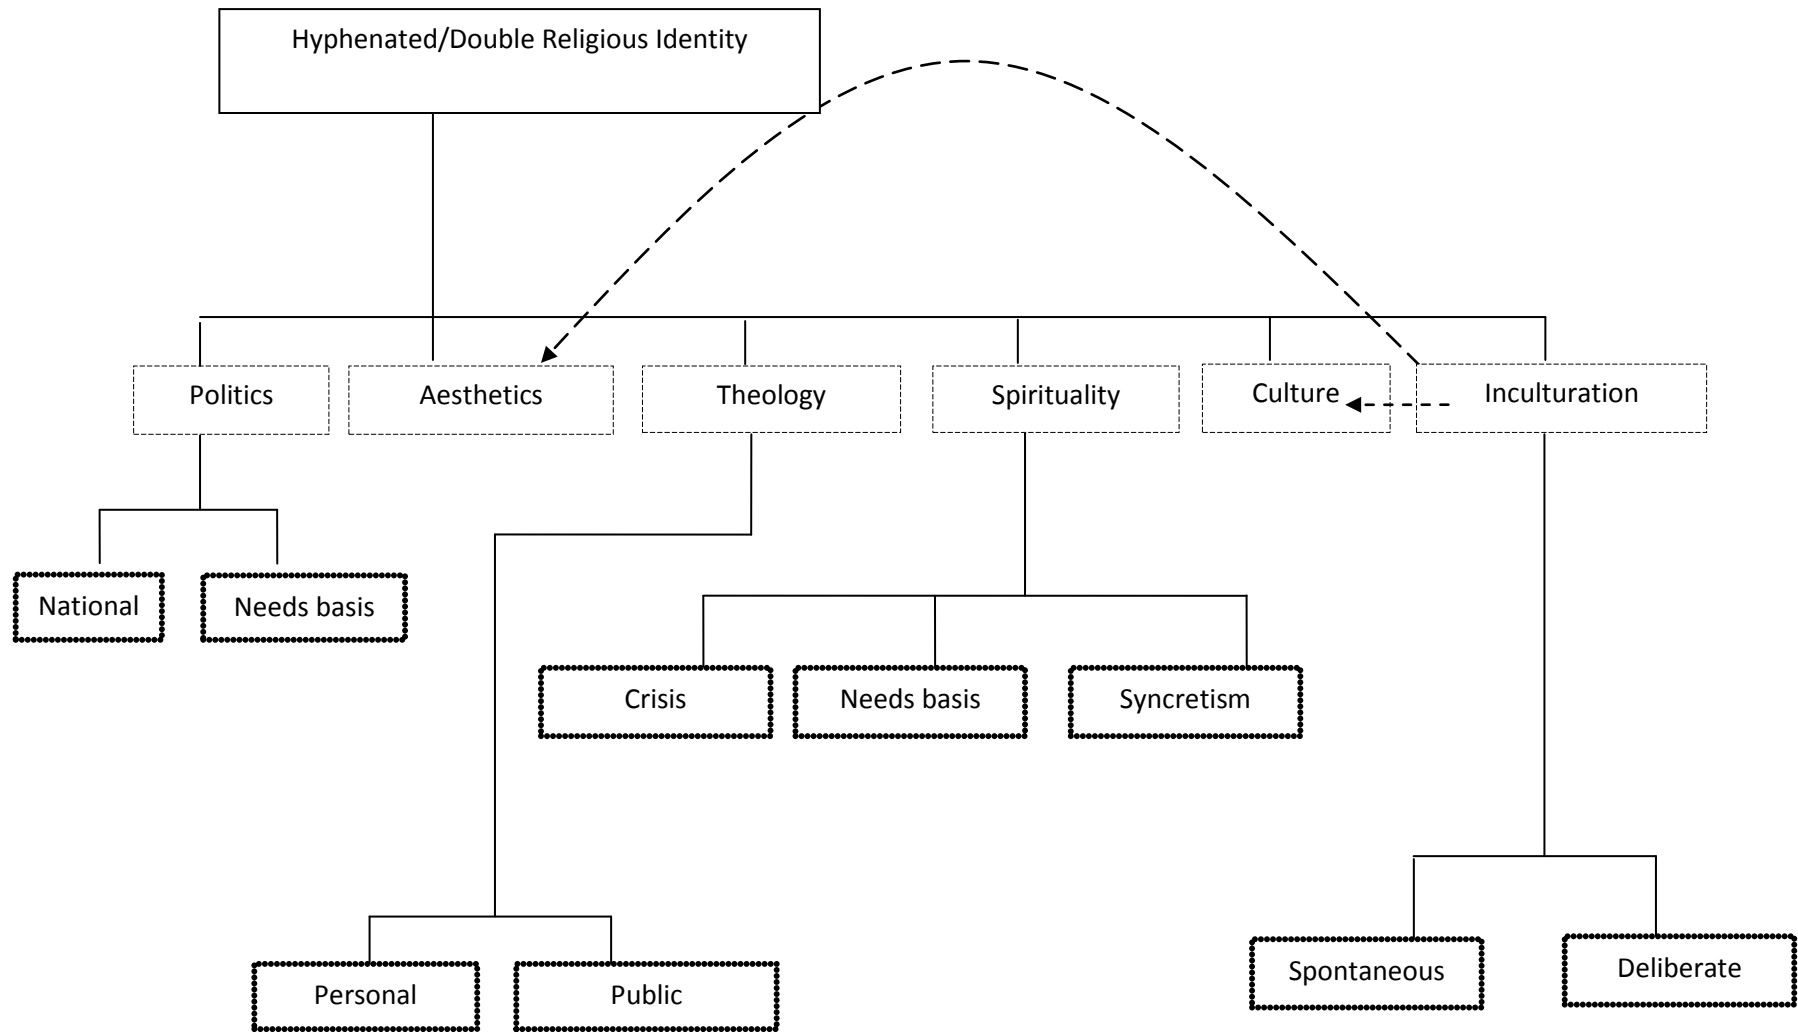 Hyphenated/Double Religious Identity
Politics
Aesthetics
Theology
Spirituality
Culture
Inculturation
National
Needs basis
Crisis
Needs basis
Syncretism
Personal
Public
Spontaneous
Deliberate